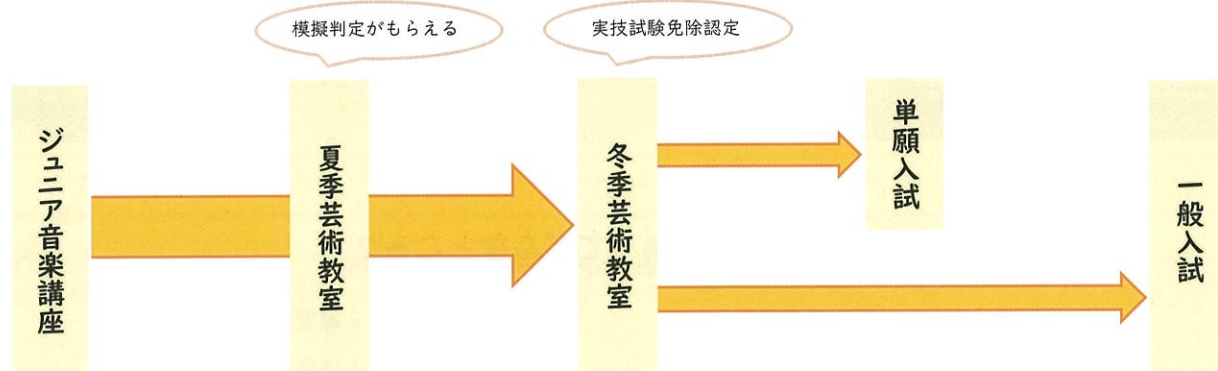 模擬判定がもらえる
実技試験免除認定
ジュニア音楽講座
夏季芸術教室
冬季芸術教室
単願入試
一般入試